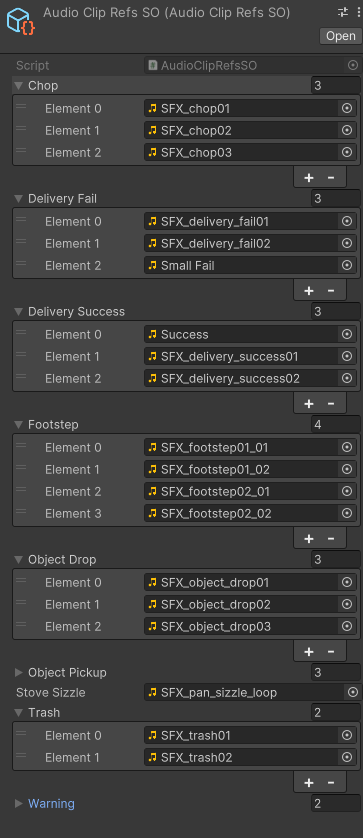 Audio Clip Refs SO (Audio Clip Refs SO)
Open
Script AudioClipRefsSO
Chop 3
Element 0 SFX_chop01
Element 1 SFX_chop02
Element 2 SFX_chop03
+ -
Delivery Fail 3
Element 0 SFX_delivery_fail01
Element 1 SFX_delivery_fail02
Element 2 Small Fail
+ -
Delivery Success 3
Element 0 Success
Element 1 SFX_delivery_success01
Element 2 SFX_delivery_success02
+ -
Footstep 4
Element 0 SFX_footstep01_01
Element 1 SFX_footstep01_02
Element 2 SFX_footstep02_01
Element 3 SFX_footstep02_02
+ -
Object Drop 3
Element 0 SFX_object_drop01
Element 1 SFX_object_drop02
Element 2 SFX_object_drop03
+ -
Object Pickup 3
Stove Sizzle SFX_pan_sizzle_loop
Trash 2
Element 0 SFX_trash01
Element 1 SFX_trash02
+ -
Warning 2